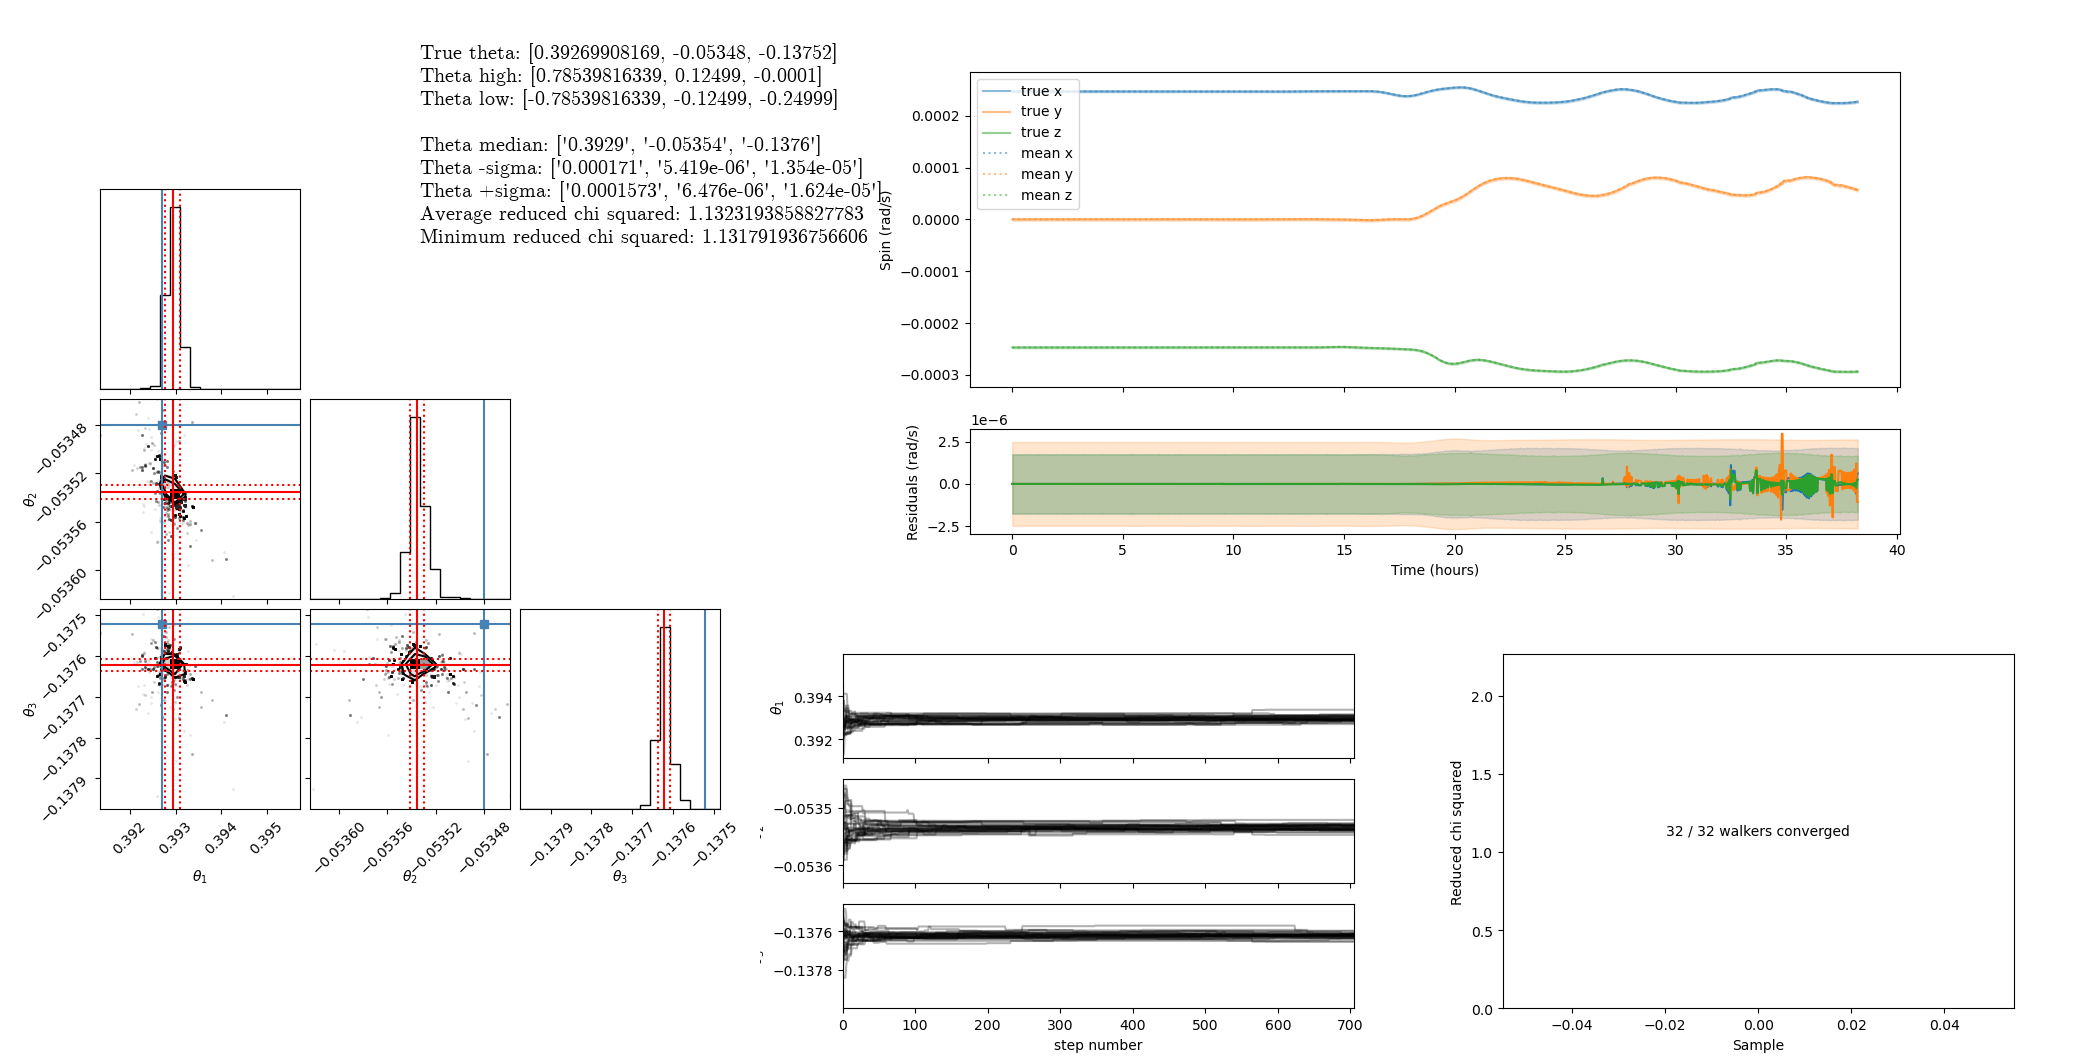 True theta: [0.39269908169, -0.05348, -0.13752]
Theta high: [0.78539816339, 0.12499, -0.0001]
Theta low: [-0.78539816339, -0.12499, -0.24999]
Theta median: ['0.3929', '-0.05354', '-0.1376']
Theta -sigma: ['0.000171', '5.419e-06', '1.354e-05']
Theta +sigma: ['0.0001573', '6.476e-06', '1.624e-05']
Average reduced chi squared: 1.1323193858827783
Minimum reduced chi squared: 1.131791936756606
θ2
−0.05348
−0.05352
−0.05356
−0.05360
θ3
−0.1375
−0.1376
−0.1377
−0.1378
−0.1379
0.392
0.393
0.394
0.395
θ1
−0.05360
−0.05356
−0.05352
−0.05348
θ2
−0.1379
−0.1378
−0.1377
−0.1376
−0.1375
θ3
true x
true y
true z
mean x
mean y
mean z
Spin (rad/s)
0.0002
0.0001
0.0000
−0.0001
−0.0002
−0.0003
1e−6
Residuals (rad/s)
2.5
0.0
−2.5
0
5
10
15
20
25
30
35
40
Time (hours)
θ1
0.394
0.392
−0.0535
−0.0536
−0.1376
−0.1378
0
100
200
300
400
500
600
700
step number
Reduced chi squared
2.0
1.5
1.0
0.5
0.0
32 / 32 walkers converged
−0.04
−0.02
0.00
0.02
0.04
Sample